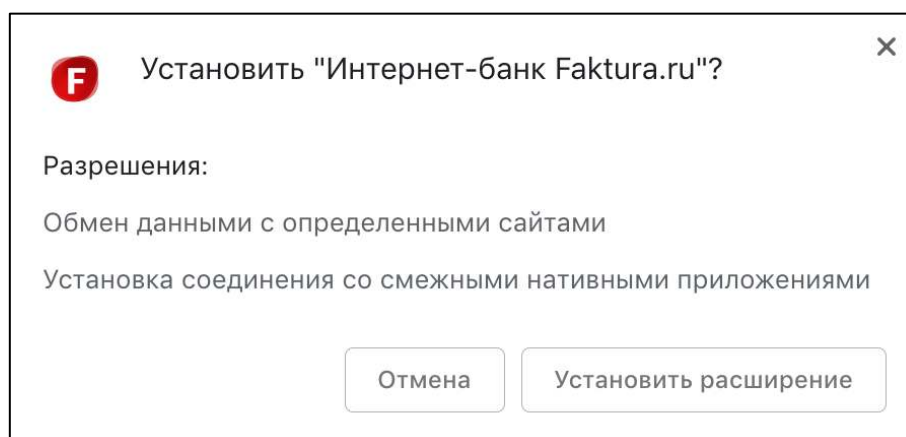 F
Установить "Интернет-банк Faktura.ru"?
Разрешения:
Обмен данными с определенными сайтами
Установка соединения со смежными нативными приложениями
Отмена
Установить расширение